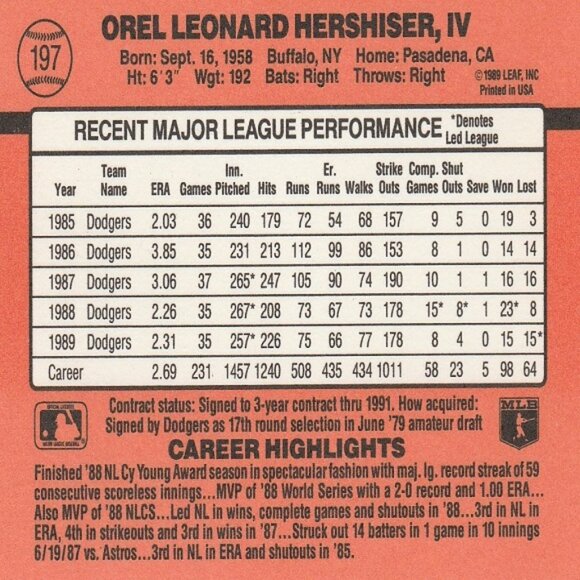 OREL LEONARD HERSHISER, IV
197
Born: Sept. 16, 1958 Buffalo, NY Home: Pasadena, CA
Ht: 6'3" Wgt: 192 Bats: Right Throws: Right
©1989 LEAF, INC
Printed in USA
RECENT MAJOR LEAGUE PERFORMANCE *Denotes Led League
Year Team Name ERA Games Inn. Pitched Hits Runs Er. Runs Walks Strike Outs Comp. Games Shut Outs Save Won Lost
1985 Dodgers 2.03 36 240 179 72 54 68 157 9 5 0 19 3
1986 Dodgers 3.85 35 231 213 112 99 86 153 8 1 0 14 14
1987 Dodgers 3.06 37 265* 247 105 90 74 190 10 1 1 16 16
1988 Dodgers 2.26 35 267* 208 73 67 73 178 15* 8* 1 23* 8
1989 Dodgers 2.31 35 257* 226 75 66 77 178 8 4 0 15 15*
Career 2.69 231 1457 1240 508 435 434 1011 58 23 5 98 64
Contract status: Signed to 3-year contract thru 1991. How acquired:
Signed by Dodgers as 17th round selection in June '79 amateur draft
MLB
CAREER HIGHLIGHTS
Finished '88 NL Cy Young Award season in spectacular fashion with maj. lg. record streak of 59
consecutive scoreless innings...MVP of '88 World Series with a 2-0 record and 1.00 ERA...
Also MVP of '88 NLCS...Led NL in wins, complete games and shutouts in '88...3rd in NL
ERA, 4th in strikeouts and 3rd in wins in '87...Struck out 14 batters in 1 game in 10 innings
6/19/87 vs. Astros...3rd in NL in ERA and shutouts in '85.